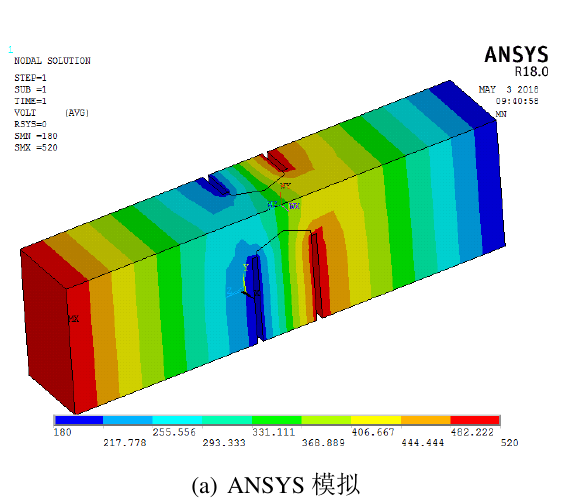 1
NODAL SOLUTION
STEP=1
SUB =1
TIME=1
VOLT (AVG)
RSYS=0
SMN =180
SMX =520
ANSYS
R18.0
MAY 3 2018
09:40:58
MN
MX
Y
180
217.778
255.556
293.333
331.111
368.889
406.667
444.444
482.222
520
(a) ANSYS 模拟